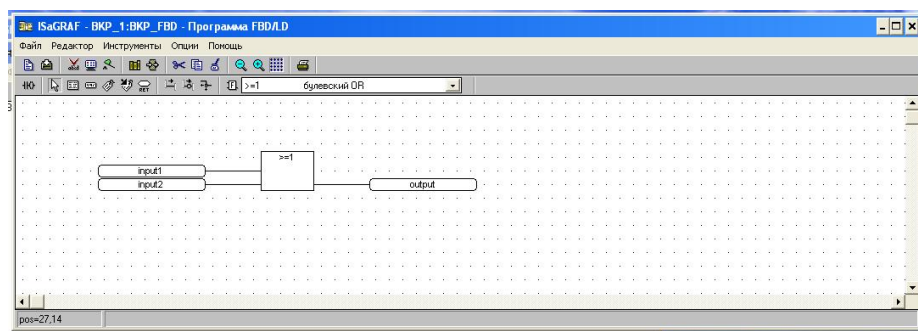 ISaGRAF - BKP_1:BKP_FBD - Программа FBD/LD
Файл Редактор Инструменты Опции Помощь
>=1 булевский OR
>=1
input1
input2
output
pos=27,14